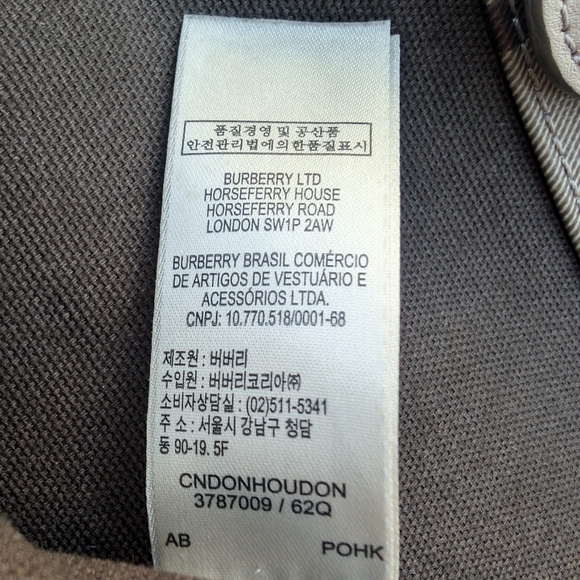 품질경영 및 공산품
안전관리법에의한품질표시
BURBERRY LTD
HORSEFERRY HOUSE
HORSEFERRY ROAD
LONDON SW1P 2AW
BURBERRY BRASIL COMÉRCIO
DE ARTIGOS DE VESTUÁRIO E
ACESSÓRIOS LTDA.
CNPJ: 10.770.518/0001-68
제조원 : 버버리
수입원 : 버버리코리아㈜
소비자상담실 : (02)511-5341
주 소 : 서울시 강남구 청담
동 90-19. 5F
CNDONHOUDON
3787009 / 62Q
AB POHK